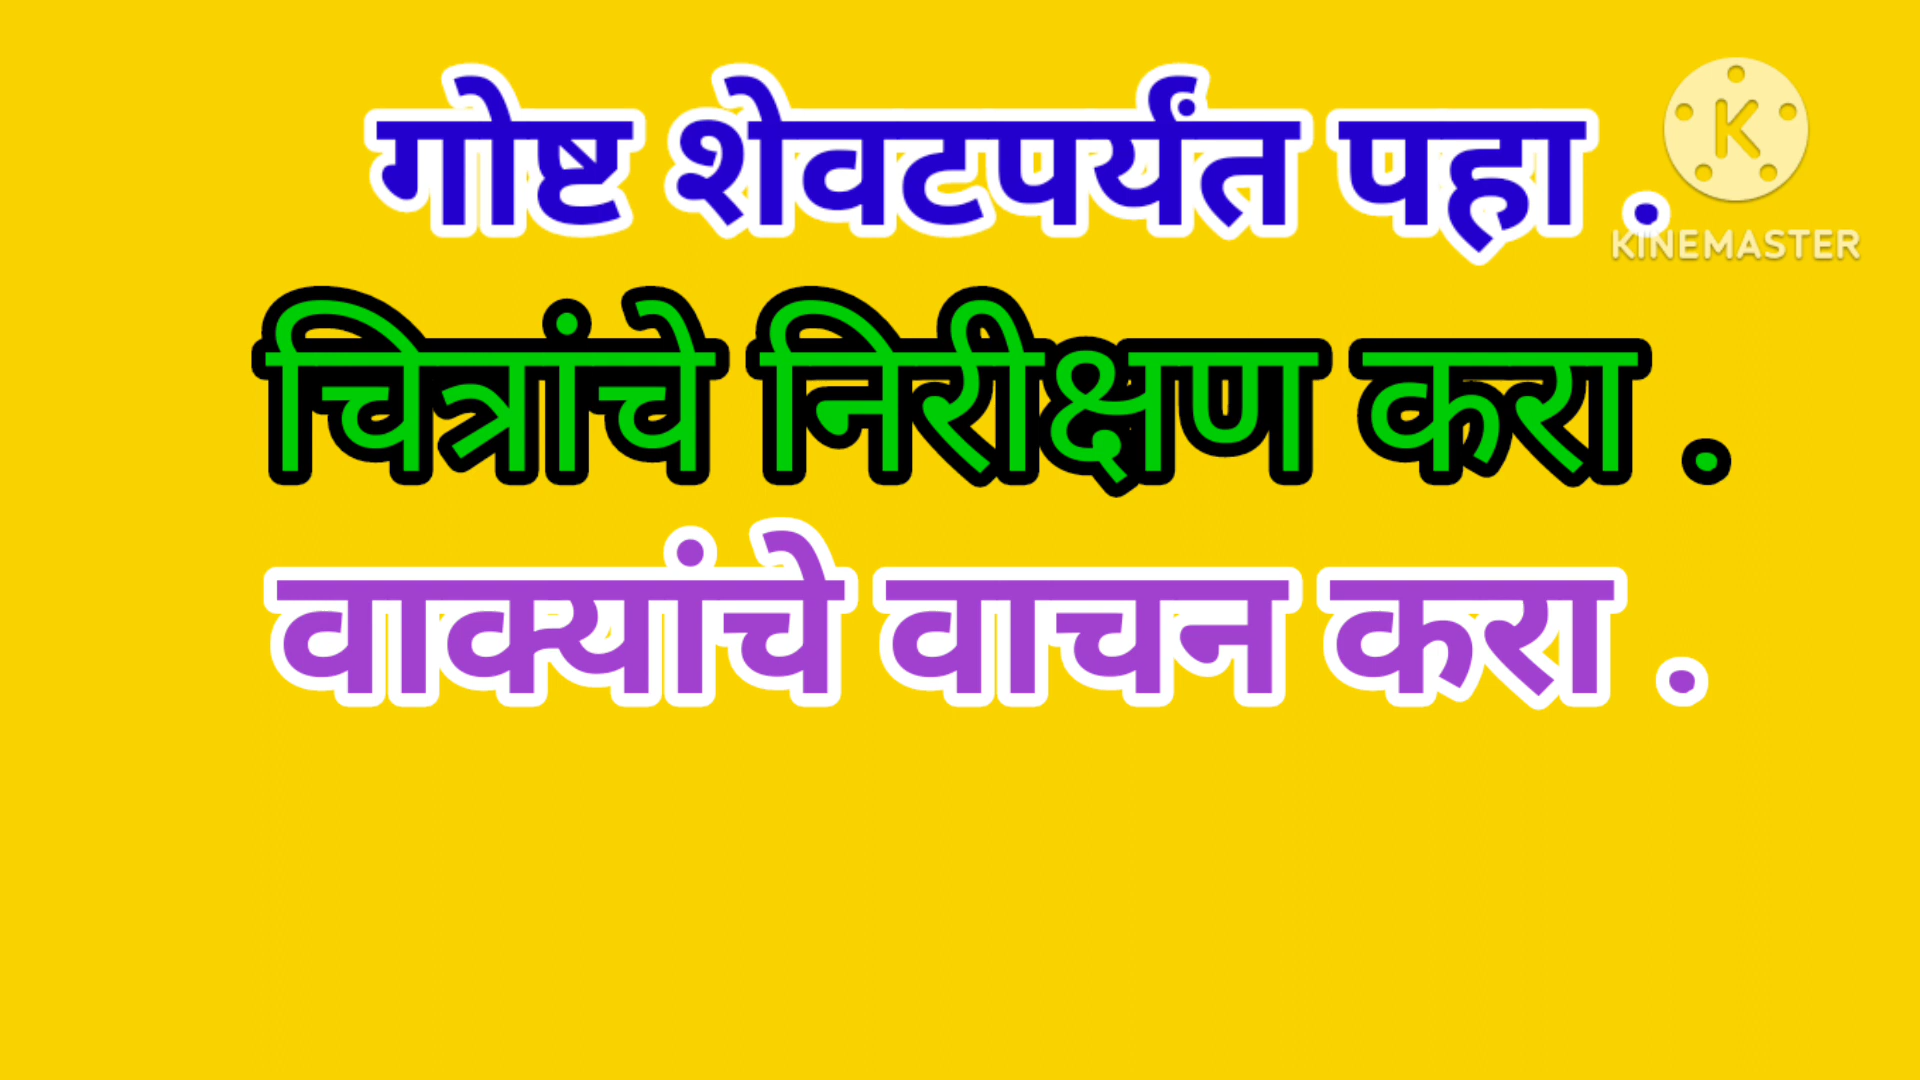 गोष्ट शेवटपर्यंत पहा .
K
KINEMASTER
चित्रांचे निरीक्षण करा .
वाक्यांचे वाचन करा .